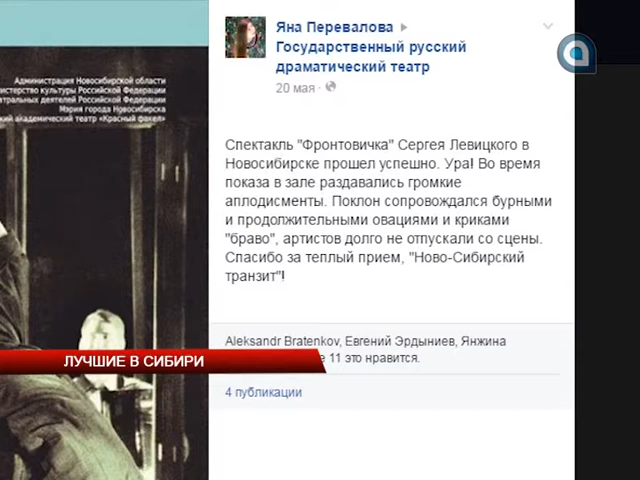 Администрация Новосибирской области
истерство культуры Российской Федерации
атральных деятелей Российской Федерации
Мэрия города Новосибирска
кий академический театр «Красный факел»
Яна Перевалова
Государственный русский
драматический театр
20 мая
Спектакль "Фронтовичка" Сергея Левицкого в
Новосибирске прошел успешно. Ура! Во время
показа в зале раздавались громкие
аплодисменты. Поклон сопровождался бурными
и продолжительными овациями и криками
"браво", артистов долго не отпускали со сцены.
Спасибо за теплый прием, "Ново-Сибирский
транзит"!
Aleksandr Bratenkov, Евгений Эрдыниев, Янжина
е 11 это нравится.
4 публикации
ЛУЧШИЕ В СИБИРИ